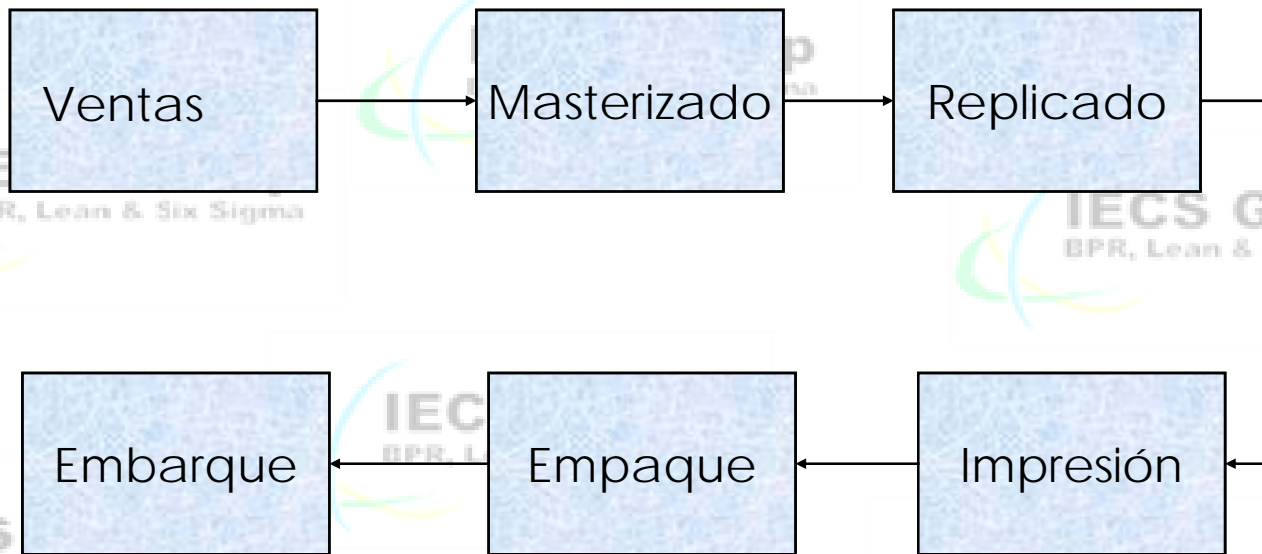 Ventas
Masterizado
Replicado
R, Lean & Six Sigma
IECS G
BPR, Lean &
Embarque
Empaque
Impresión
IEC
BPR, L